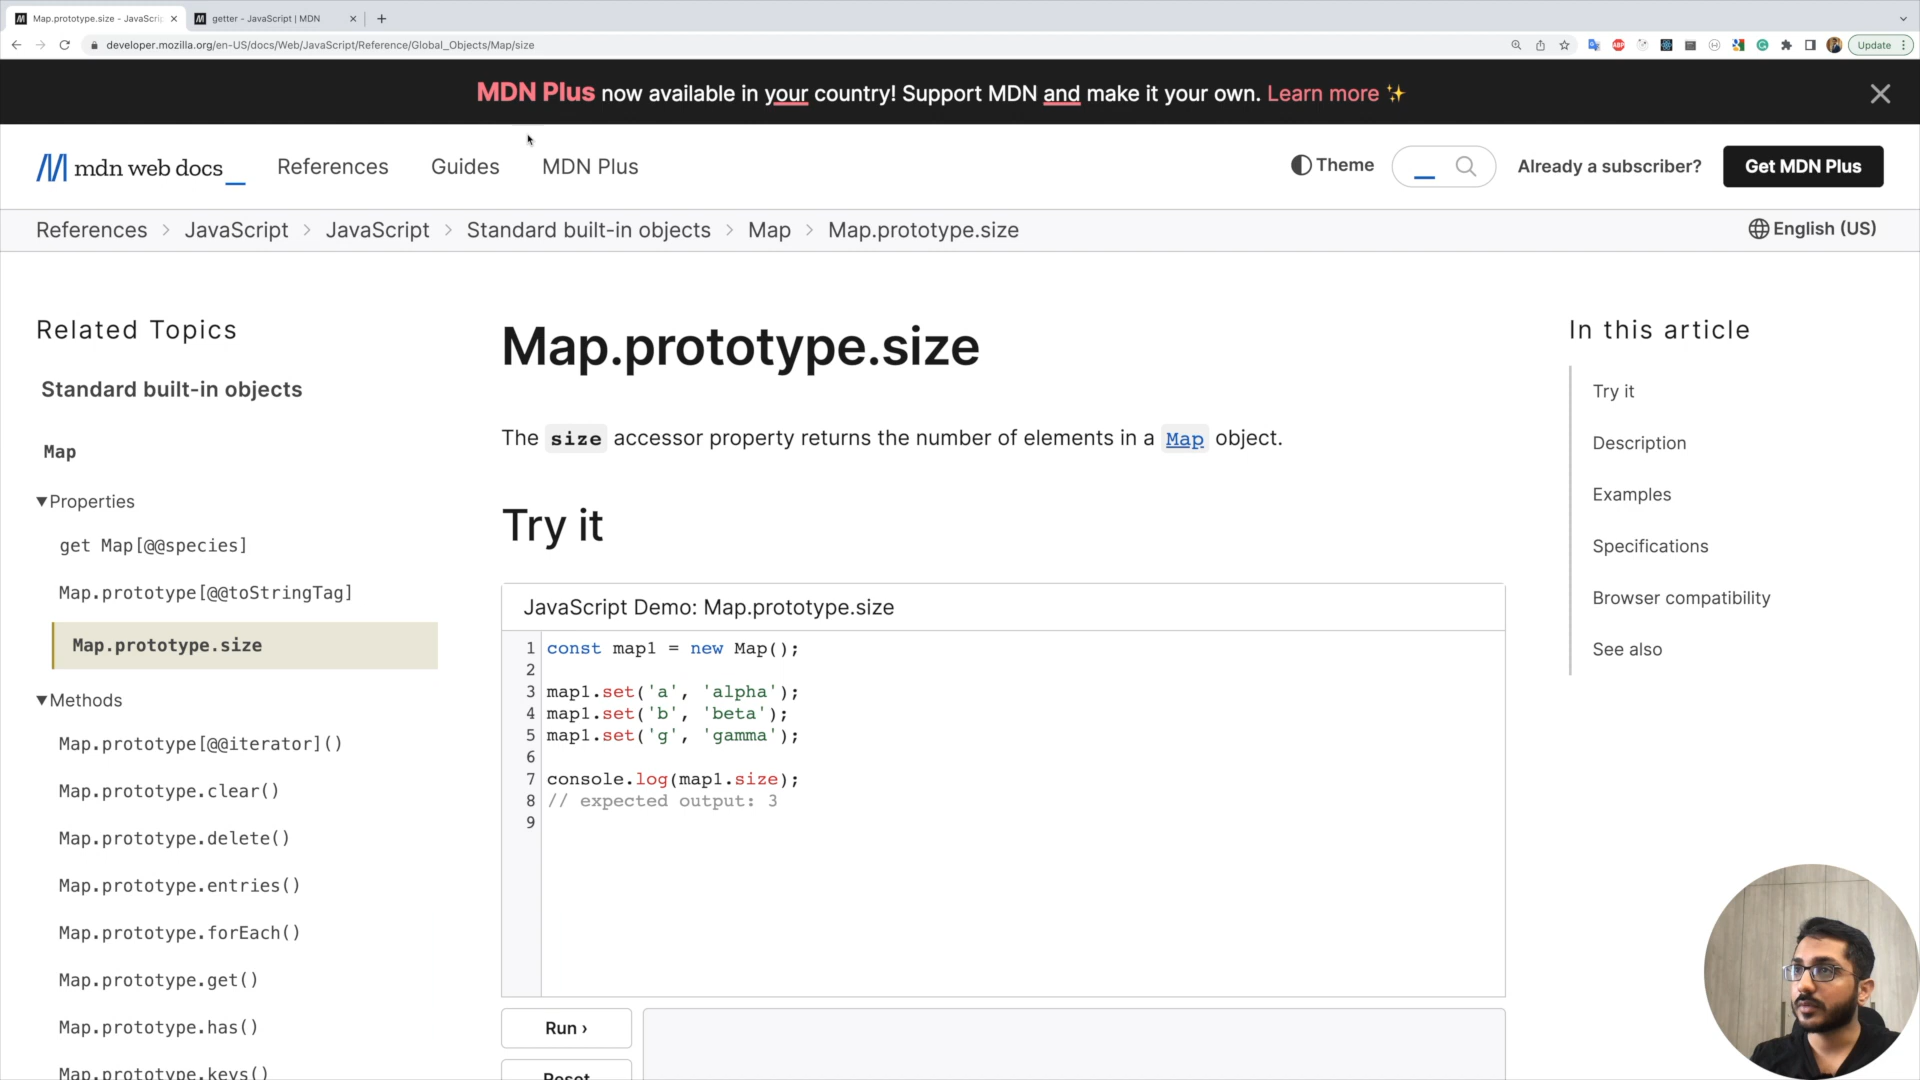 Map.prototype.size - JavaScri
getter - JavaScript | MDN
developer.mozilla.org/en-US/docs/Web/JavaScript/Reference/Global_Objects/Map/size
ABP
Update
MDN Plus now available in your country! Support MDN and make it your own. Learn more ✨
mdn web docs_
References
Guides
MDN Plus
Theme
Already a subscriber?
Get MDN Plus
References > JavaScript > JavaScript > Standard built-in objects > Map > Map.prototype.size
English (US)
Related Topics
Standard built-in objects
Map
▼Properties
get Map[@@species]
Map.prototype[@@toStringTag]
Map.prototype.size
▼Methods
Map.prototype[@@iterator]()
Map.prototype.clear()
Map.prototype.delete()
Map.prototype.entries()
Map.prototype.forEach()
Map.prototype.get()
Map.prototype.has()
Map.prototype.keys()
Map.prototype.size
The size accessor property returns the number of elements in a Map object.
Try it
JavaScript Demo: Map.prototype.size
1 const map1 = new Map();
2
3 map1.set('a', 'alpha');
4 map1.set('b', 'beta');
5 map1.set('g', 'gamma');
6
7 console.log(map1.size);
8 // expected output: 3
9
Run ›
Reset
In this article
Try it
Description
Examples
Specifications
Browser compatibility
See also